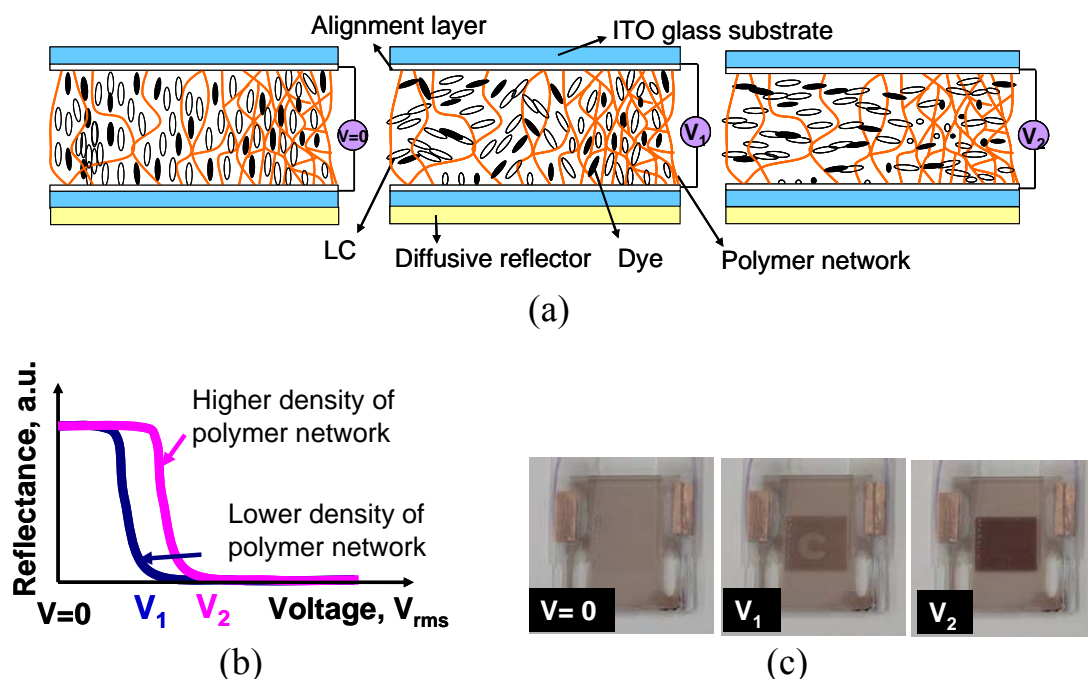 Alignment layer
ITO glass substrate
V=0
V1
V2
LC
Diffusive reflector
Dye
Polymer network
(a)
Reflectance, a.u.
Higher density of
polymer network
Lower density of
polymer network
V=0
V1
V2
Voltage, Vrms
(b)
C
V= 0
V1
V2
(c)